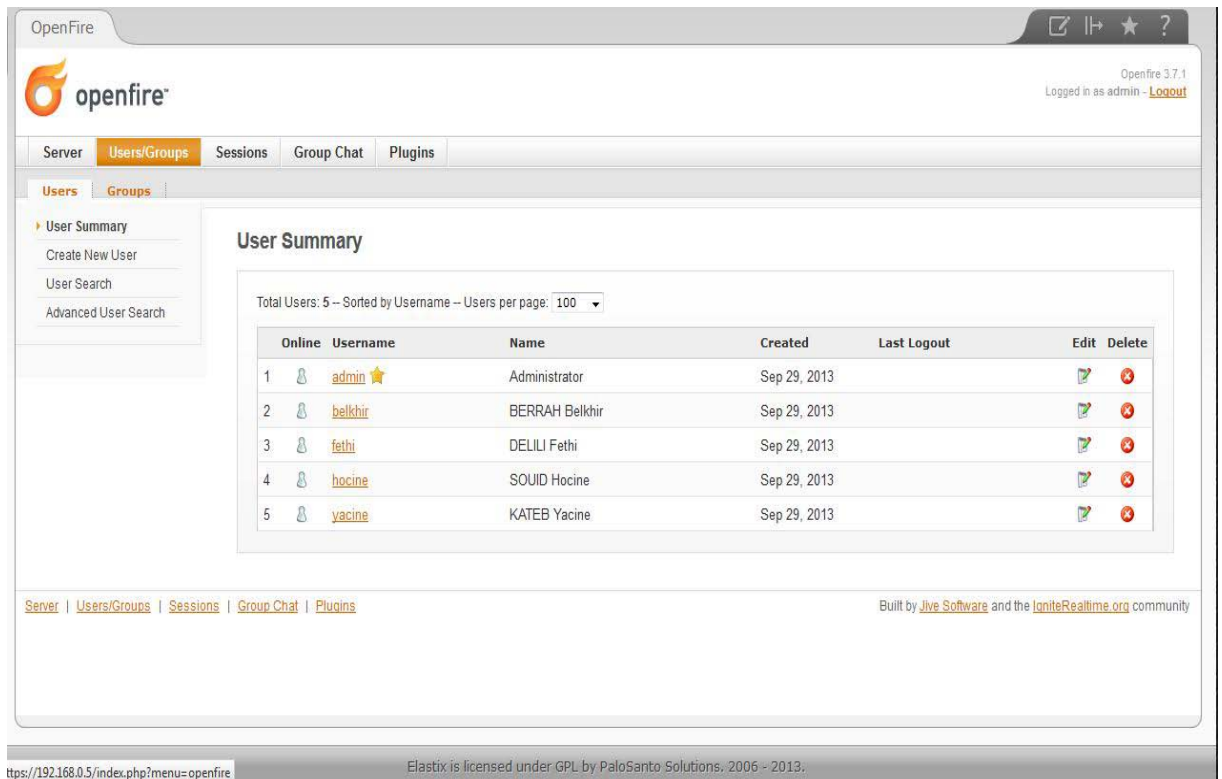 OpenFire
?
openfire™
Openfire 3.7.1
Logged in as admin - Logout
Server Users/Groups Sessions Group Chat Plugins
Users Groups
User Summary
Create New User
User Search
Advanced User Search
User Summary
Total Users: 5 -- Sorted by Username -- Users per page: 100
Online Username Name Created Last Logout Edit Delete
1 admin Administrator Sep 29, 2013
2 belkhir BERRAH Belkhir Sep 29, 2013
3 fethi DELILI Fethi Sep 29, 2013
4 hocine SOUID Hocine Sep 29, 2013
5 yacine KATEB Yacine Sep 29, 2013
Server | Users/Groups | Sessions | Group Chat | Plugins
Built by Jive Software and the IgniteRealtime.org community
ttps://192.168.0.5/index.php?menu=openfire
Elastix is licensed under GPL by PaloSanto Solutions. 2006 - 2013.